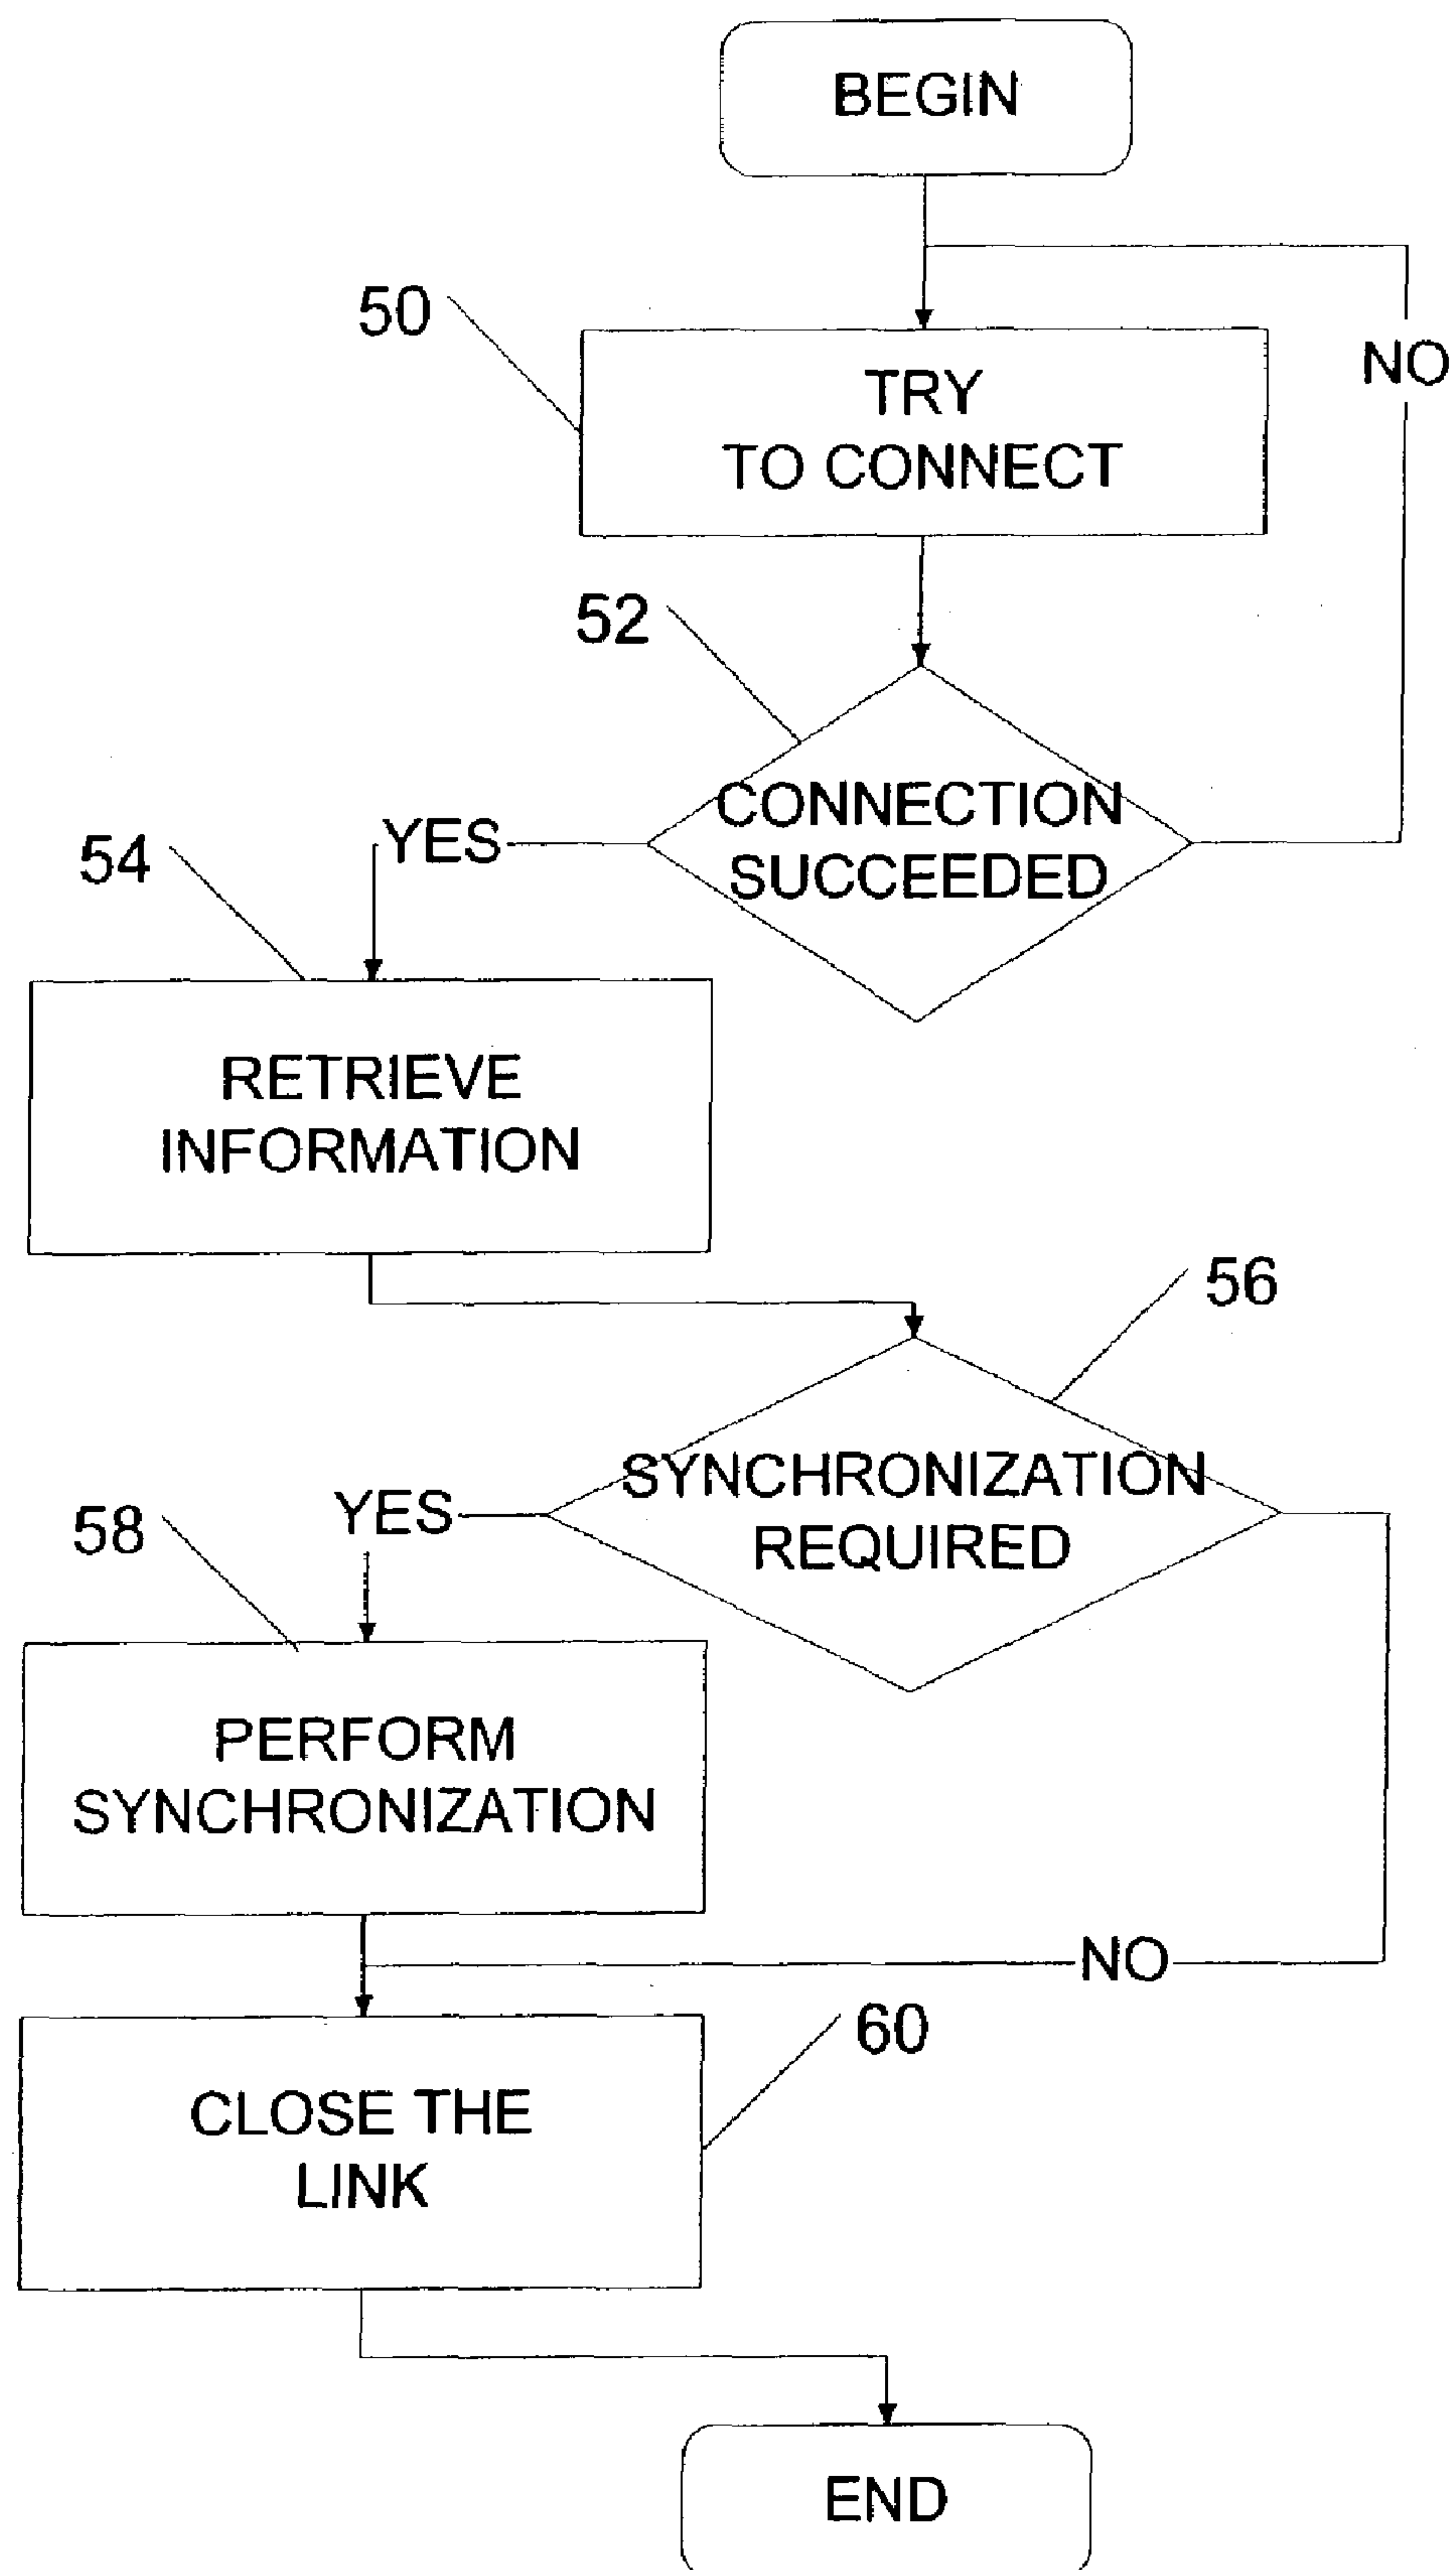 BEGIN
50
TRY
TO CONNECT
NO
52
CONNECTION
SUCCEEDED
YES
54
RETRIEVE
INFORMATION
56
SYNCHRONIZATION
REQUIRED
YES
58
PERFORM
SYNCHRONIZATION
NO
60
CLOSE THE
LINK
END